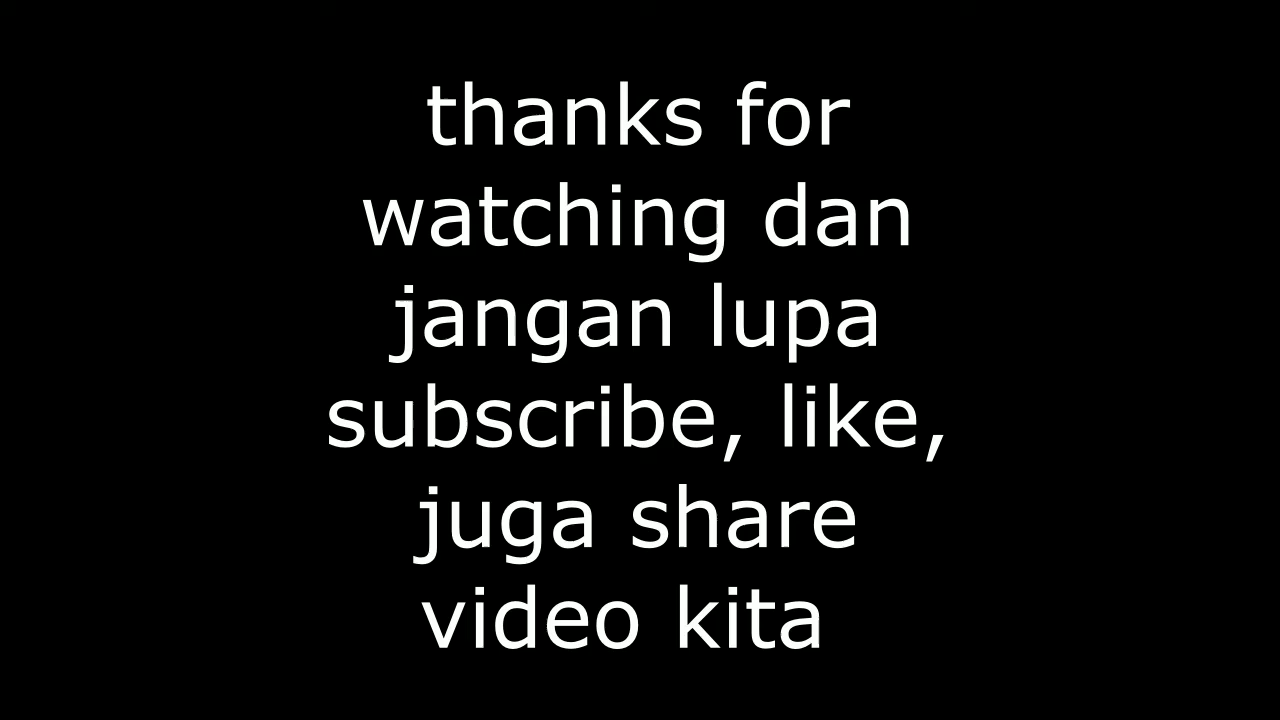 thanks for
watching dan
jangan lupa
subscribe, like,
juga share
video kita